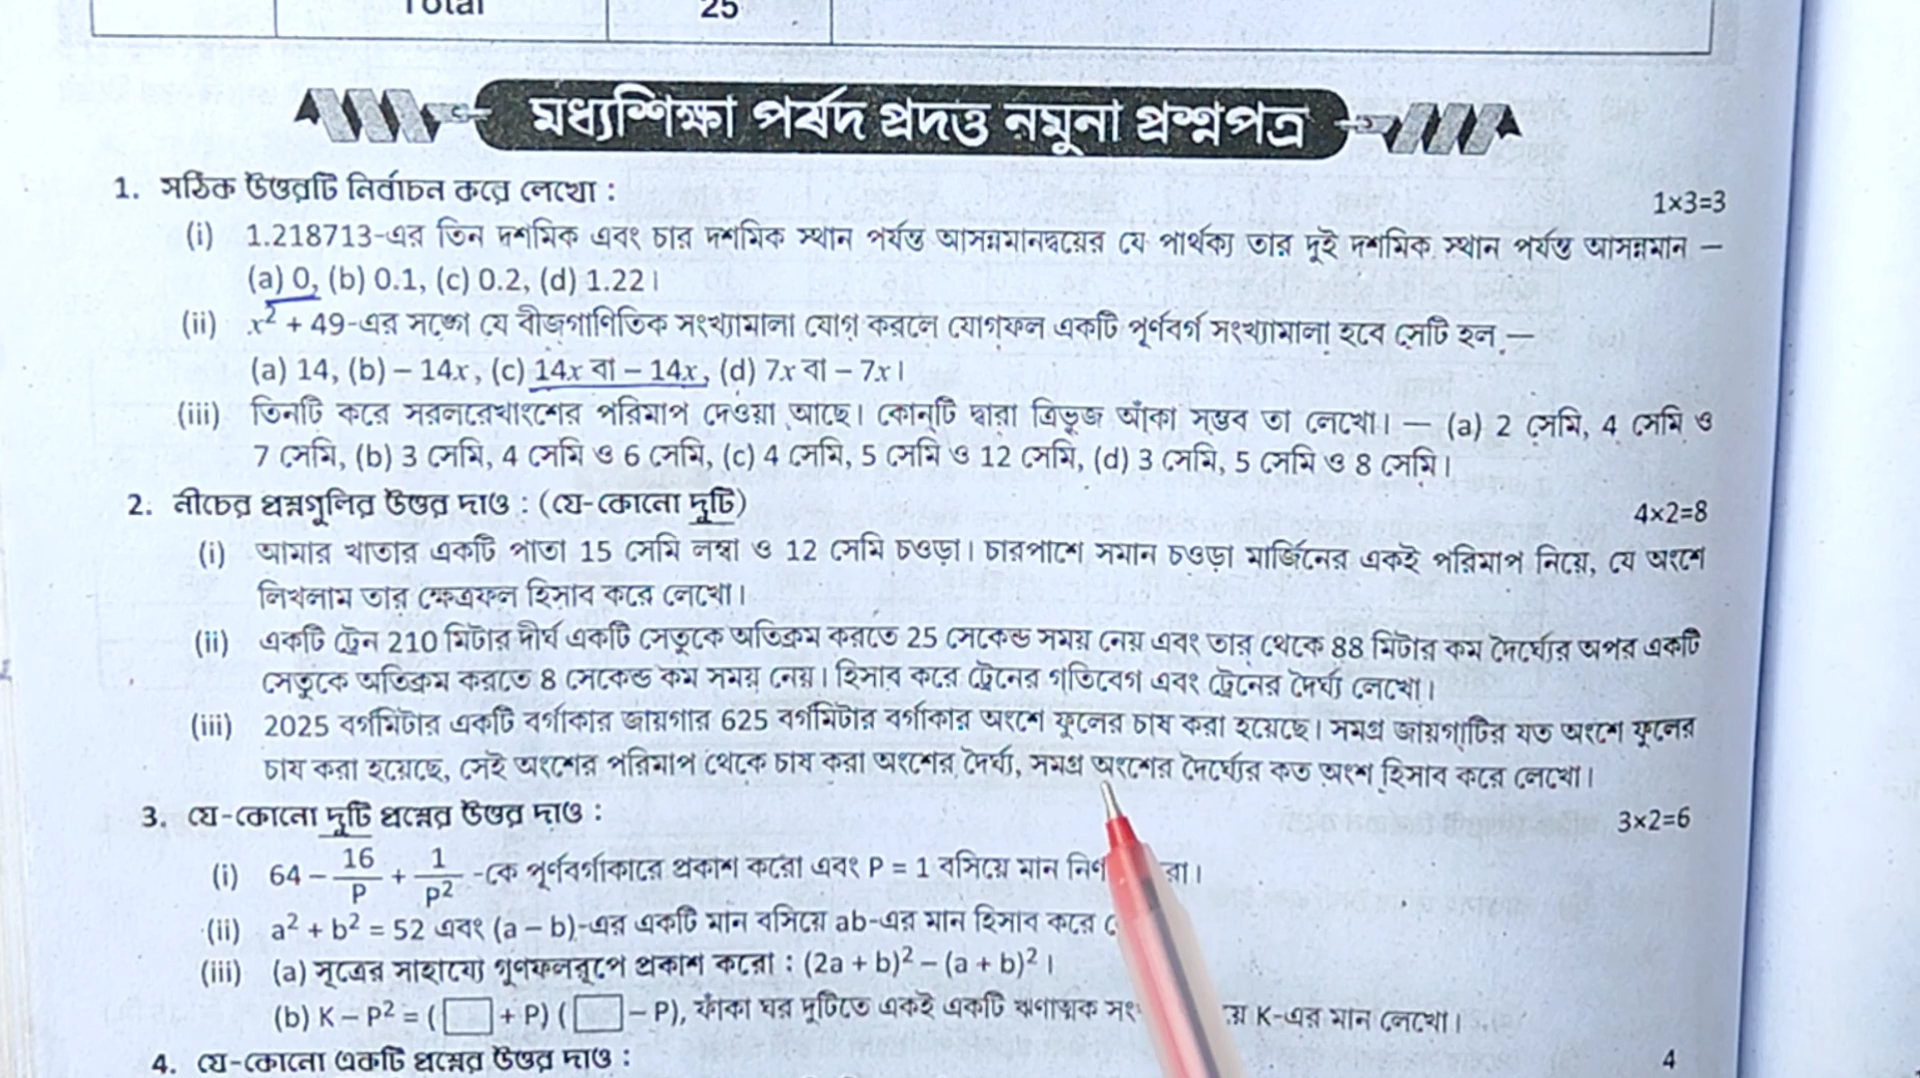 Total 25
মধ্যশিক্ষা পর্ষদ প্রদত্ত নমুনা প্রশ্নপত্র
1. সঠিক উত্তরটি নির্বাচন করে লেখো : 1×3=3
(i) 1.218713-এর তিন দশমিক এবং চার দশমিক স্থান পর্যন্ত আসন্নমানদ্বয়ের যে পার্থক্য তার দুই দশমিক স্থান পর্যন্ত আসন্নমান —
(a) 0, (b) 0.1, (c) 0.2, (d) 1.22।
(ii) x² + 49-এর সঙ্গে যে বীজগাণিতিক সংখ্যামালা যোগ করলে যোগফল একটি পূর্ণবর্গ সংখ্যামালা হবে সেটি হল —
(a) 14, (b) – 14x, (c) 14x বা – 14x, (d) 7x বা – 7x।
(iii) তিনটি করে সরলরেখাংশের পরিমাপ দেওয়া আছে। কোন্‌টি দ্বারা ত্রিভুজ আঁকা সম্ভব তা লেখো। — (a) 2 সেমি, 4 সেমি ও
7 সেমি, (b) 3 সেমি, 4 সেমি ও 6 সেমি, (c) 4 সেমি, 5 সেমি ও 12 সেমি, (d) 3 সেমি, 5 সেমি ও 8 সেমি।
2. নীচের প্রশ্নগুলির উত্তর দাও : (যে-কোনো দুটি) 4×2=8
(i) আমার খাতার একটি পাতা 15 সেমি লম্বা ও 12 সেমি চওড়া। চারপাশে সমান চওড়া মার্জিনের একই পরিমাপ নিয়ে, যে অংশে
লিখলাম তার ক্ষেত্রফল হিসাব করে লেখো।
(ii) একটি ট্রেন 210 মিটার দীর্ঘ একটি সেতুকে অতিক্রম করতে 25 সেকেন্ড সময় নেয় এবং তার থেকে 88 মিটার কম দৈর্ঘ্যের অপর একটি
সেতুকে অতিক্রম করতে 8 সেকেন্ড কম সময় নেয়। হিসাব করে ট্রেনের গতিবেগ এবং ট্রেনের দৈর্ঘ্য লেখো।
(iii) 2025 বর্গমিটার একটি বর্গাকার জায়গার 625 বর্গমিটার বর্গাকার অংশে ফুলের চাষ করা হয়েছে। সমগ্র জায়গাটির যত অংশে ফুলের
চাষ করা হয়েছে, সেই অংশের পরিমাপ থেকে চাষ করা অংশের দৈর্ঘ্য, সমগ্র অংশের দৈর্ঘ্যের কত অংশ হিসাব করে লেখো।
3. যে-কোনো দুটি প্রশ্নের উত্তর দাও : 3×2=6
(i) 64 – 16/P + 1/P² -কে পূর্ণবর্গাকারে প্রকাশ করো এবং P = 1 বসিয়ে মান
(ii) a² + b² = 52 এবং (a – b)-এর একটি মান বসিয়ে ab-এর মান হিসাব করে
(iii) (a) সূত্রের সাহায্যে গুণফলরূপে প্রকাশ করো : (2a + b)² – (a + b)²।
(b) K – P² = (□ + P) (□ – P), ফাঁকা ঘর দুটিতে একই একটি ঋণাত্মক K-এর মান লেখো।
4. যে-কোনো একটি প্রশ্নের উত্তর দাও : 4